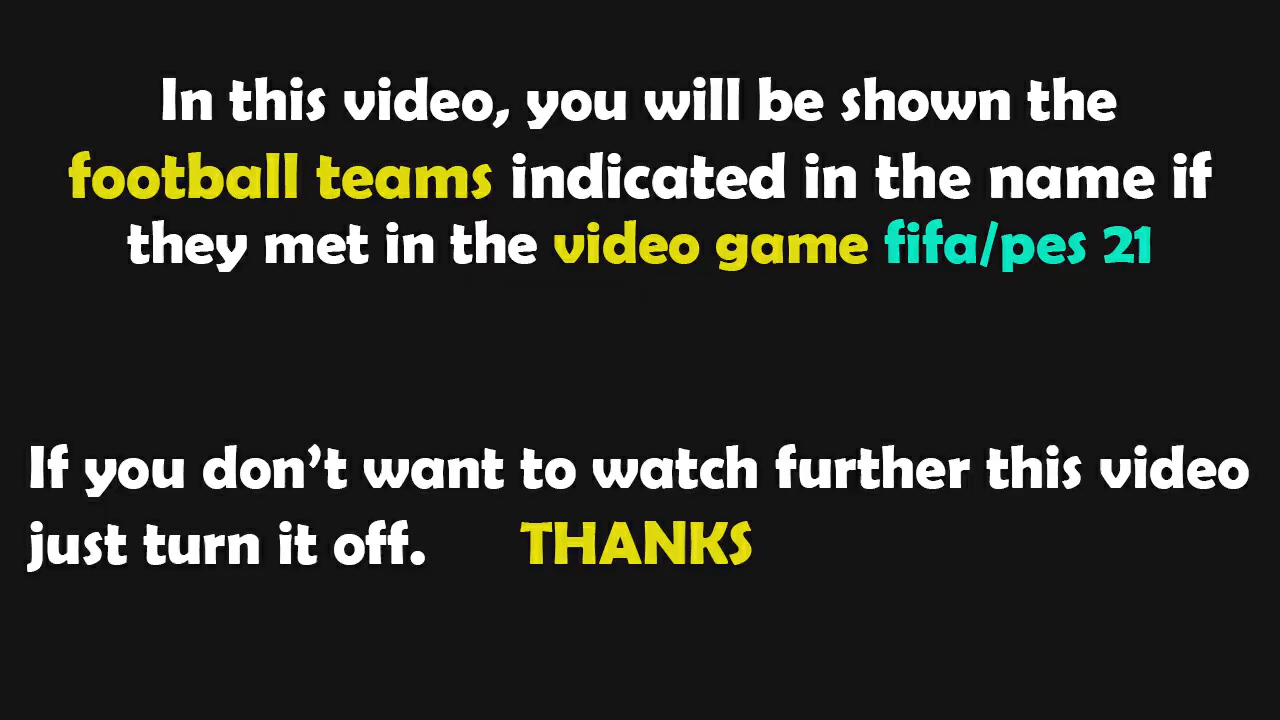 In this video, you will be shown the
football teams indicated in the name if
they met in the video game fifa/pes 21
If you don’t want to watch further this video
just turn it off. THANKS